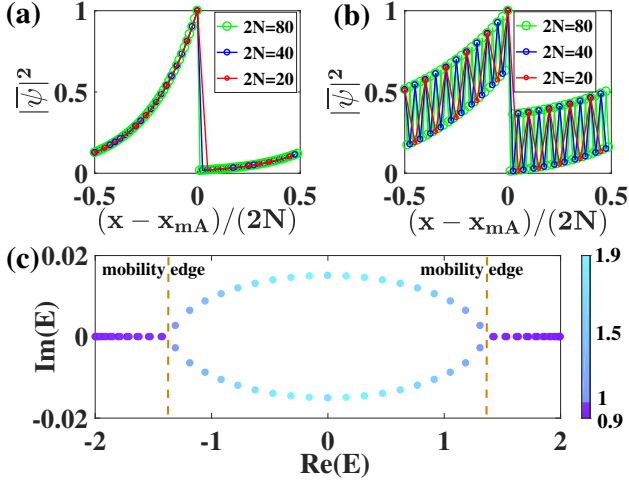 (a)
(b)
1
0.5
0
|ψ̅|²
2N=80
2N=40
2N=20
-0.5 0 0.5
(x − x_mA)/(2N)
1
0.5
0
|ψ̅|²
2N=80
2N=40
2N=20
-0.5 0 0.5
(x − x_mA)/(2N)
(c)
0.02
0
-0.02
Im(E)
mobility edge
mobility edge
-2 -1 0 1 2
Re(E)
1.9
1.5
1
0.9